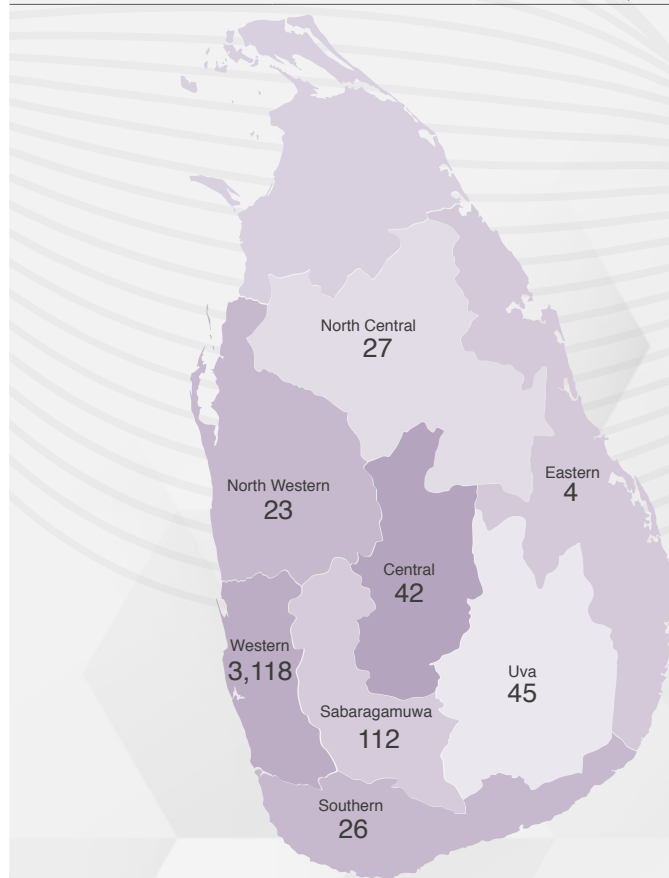 North Central
27
North Western
23
Eastern
4
Central
42
Western
3,118
Uva
45
Sabaragamuwa
112
Southern
26